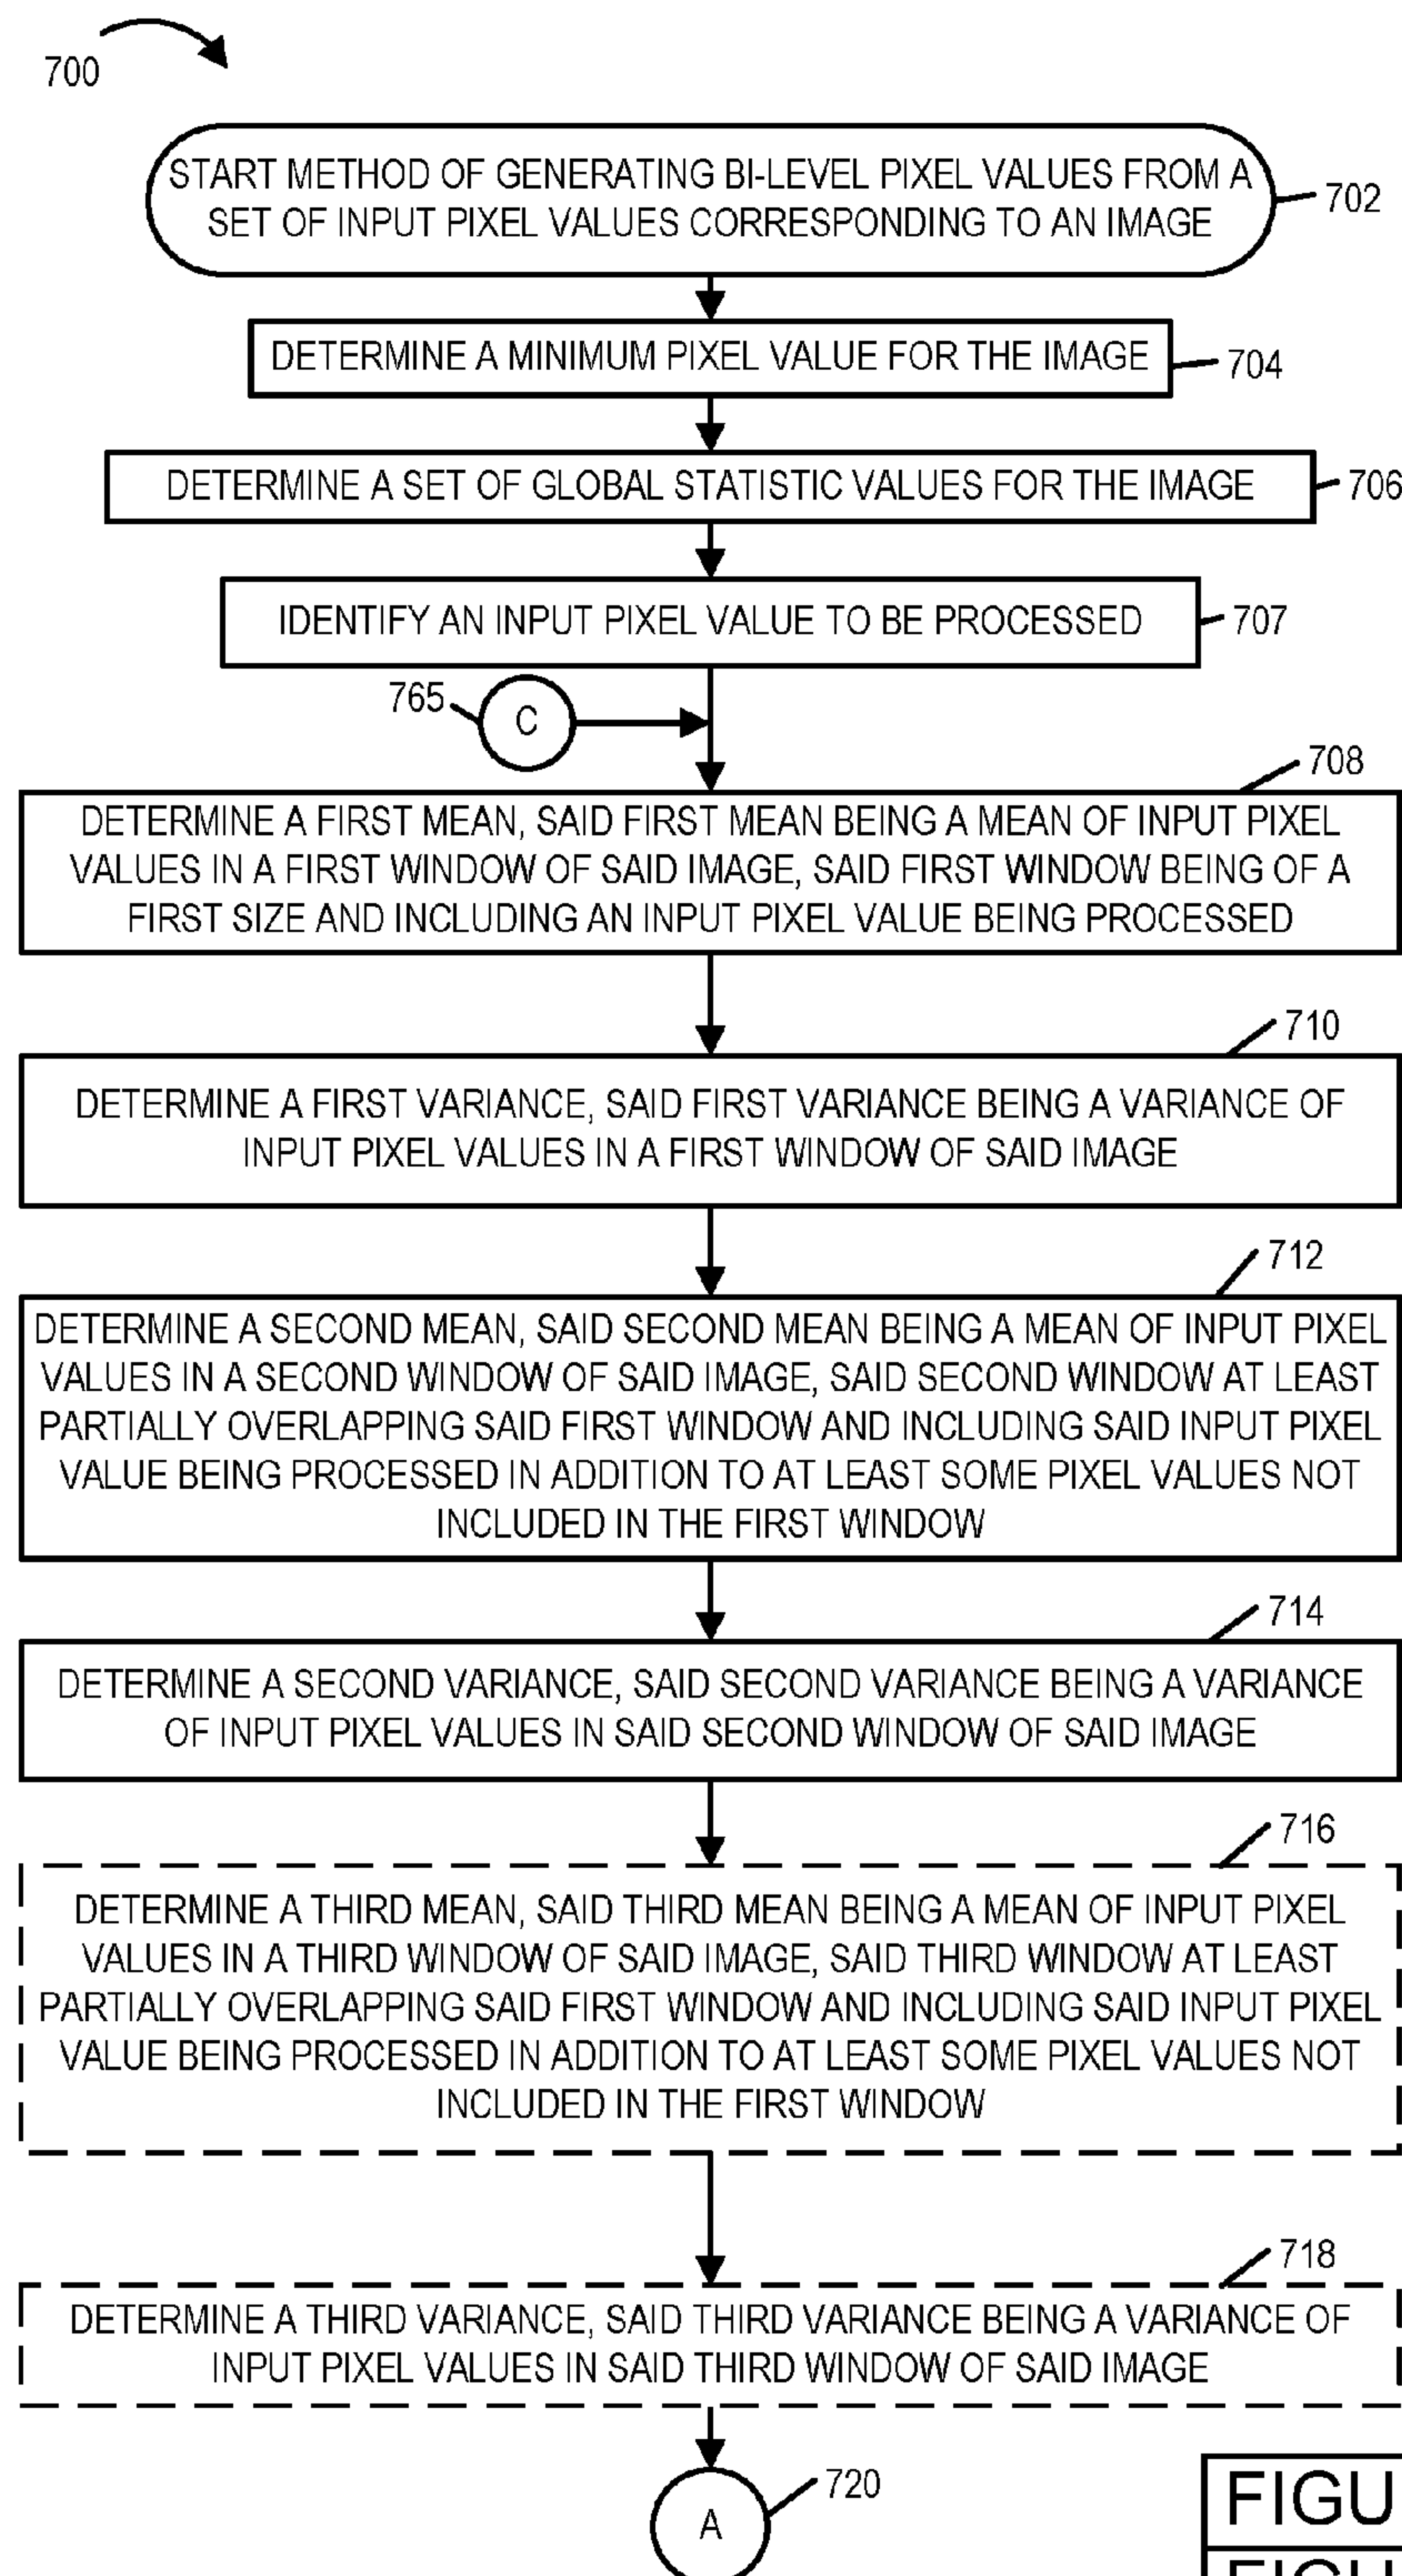 700
START METHOD OF GENERATING BI-LEVEL PIXEL VALUES FROM A
SET OF INPUT PIXEL VALUES CORRESPONDING TO AN IMAGE
702
DETERMINE A MINIMUM PIXEL VALUE FOR THE IMAGE
704
DETERMINE A SET OF GLOBAL STATISTIC VALUES FOR THE IMAGE
706
IDENTIFY AN INPUT PIXEL VALUE TO BE PROCESSED
707
765
C
708
DETERMINE A FIRST MEAN, SAID FIRST MEAN BEING A MEAN OF INPUT PIXEL
VALUES IN A FIRST WINDOW OF SAID IMAGE, SAID FIRST WINDOW BEING OF A
FIRST SIZE AND INCLUDING AN INPUT PIXEL VALUE BEING PROCESSED
710
DETERMINE A FIRST VARIANCE, SAID FIRST VARIANCE BEING A VARIANCE OF
INPUT PIXEL VALUES IN A FIRST WINDOW OF SAID IMAGE
712
DETERMINE A SECOND MEAN, SAID SECOND MEAN BEING A MEAN OF INPUT PIXEL
VALUES IN A SECOND WINDOW OF SAID IMAGE, SAID SECOND WINDOW AT LEAST
PARTIALLY OVERLAPPING SAID FIRST WINDOW AND INCLUDING SAID INPUT PIXEL
VALUE BEING PROCESSED IN ADDITION TO AT LEAST SOME PIXEL VALUES NOT
INCLUDED IN THE FIRST WINDOW
714
DETERMINE A SECOND VARIANCE, SAID SECOND VARIANCE BEING A VARIANCE
OF INPUT PIXEL VALUES IN SAID SECOND WINDOW OF SAID IMAGE
716
DETERMINE A THIRD MEAN, SAID THIRD MEAN BEING A MEAN OF INPUT PIXEL
VALUES IN A THIRD WINDOW OF SAID IMAGE, SAID THIRD WINDOW AT LEAST
PARTIALLY OVERLAPPING SAID FIRST WINDOW AND INCLUDING SAID INPUT PIXEL
VALUE BEING PROCESSED IN ADDITION TO AT LEAST SOME PIXEL VALUES NOT
INCLUDED IN THE FIRST WINDOW
718
DETERMINE A THIRD VARIANCE, SAID THIRD VARIANCE BEING A VARIANCE OF
INPUT PIXEL VALUES IN SAID THIRD WINDOW OF SAID IMAGE
720
A
FIGU